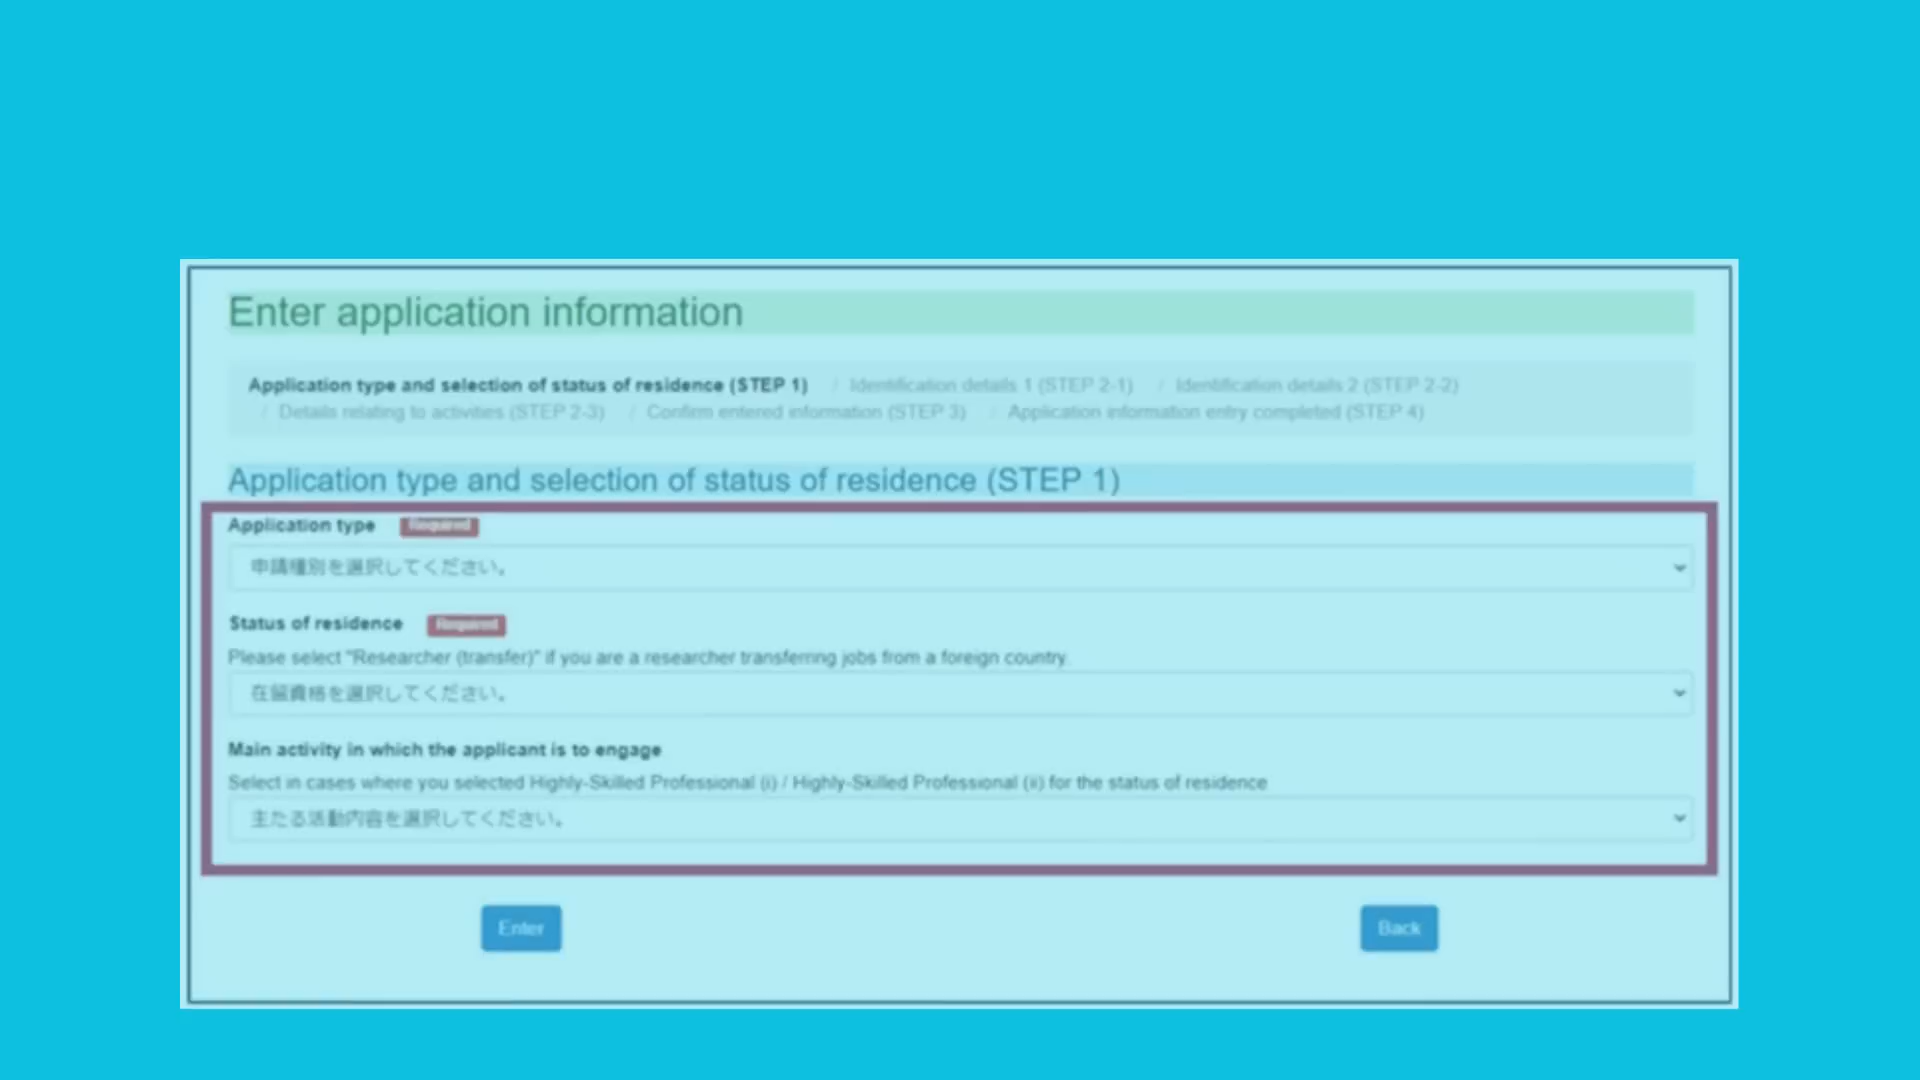 Enter application information
Application type and selection of status of residence (STEP 1) / Identification details 1 (STEP 2-1) / Identification details 2 (STEP 2-2)
/ Details relating to activities (STEP 2-3) / Confirm entered information (STEP 3) / Application information entry completed (STEP 4)
Application type and selection of status of residence (STEP 1)
Application type Required
申請種別を選択してください。
Status of residence Required
Please select "Researcher (transfer)" if you are a researcher transferring jobs from a foreign country.
在留資格を選択してください。
Main activity in which the applicant is to engage
Select in cases where you selected Highly-Skilled Professional (i) / Highly-Skilled Professional (ii) for the status of residence
主たる活動内容を選択してください。
Enter Back